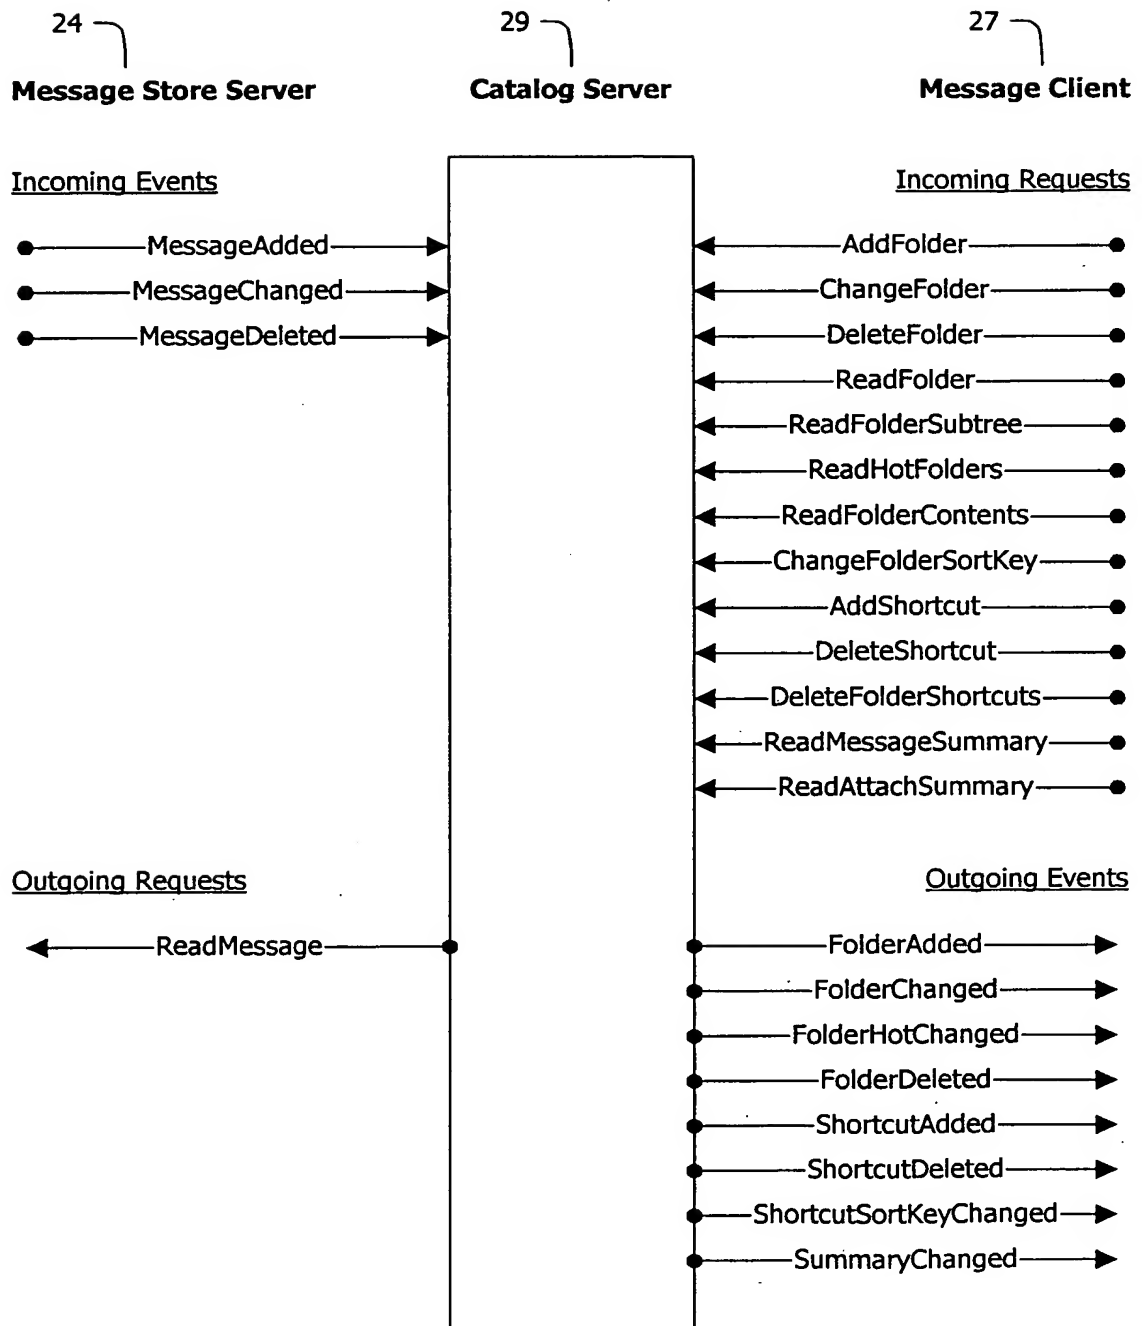 24 29 27
Message Store Server Catalog Server Message Client
Incoming Events Incoming Requests
MessageAdded AddFolder
MessageChanged ChangeFolder
MessageDeleted DeleteFolder
ReadFolder
ReadFolderSubtree
ReadHotFolders
ReadFolderContents
ChangeFolderSortKey
AddShortcut
DeleteShortcut
DeleteFolderShortcuts
ReadMessageSummary
ReadAttachSummary
Outgoing Requests Outgoing Events
ReadMessage FolderAdded
FolderChanged
FolderHotChanged
FolderDeleted
ShortcutAdded
ShortcutDeleted
ShortcutSortKeyChanged
SummaryChanged